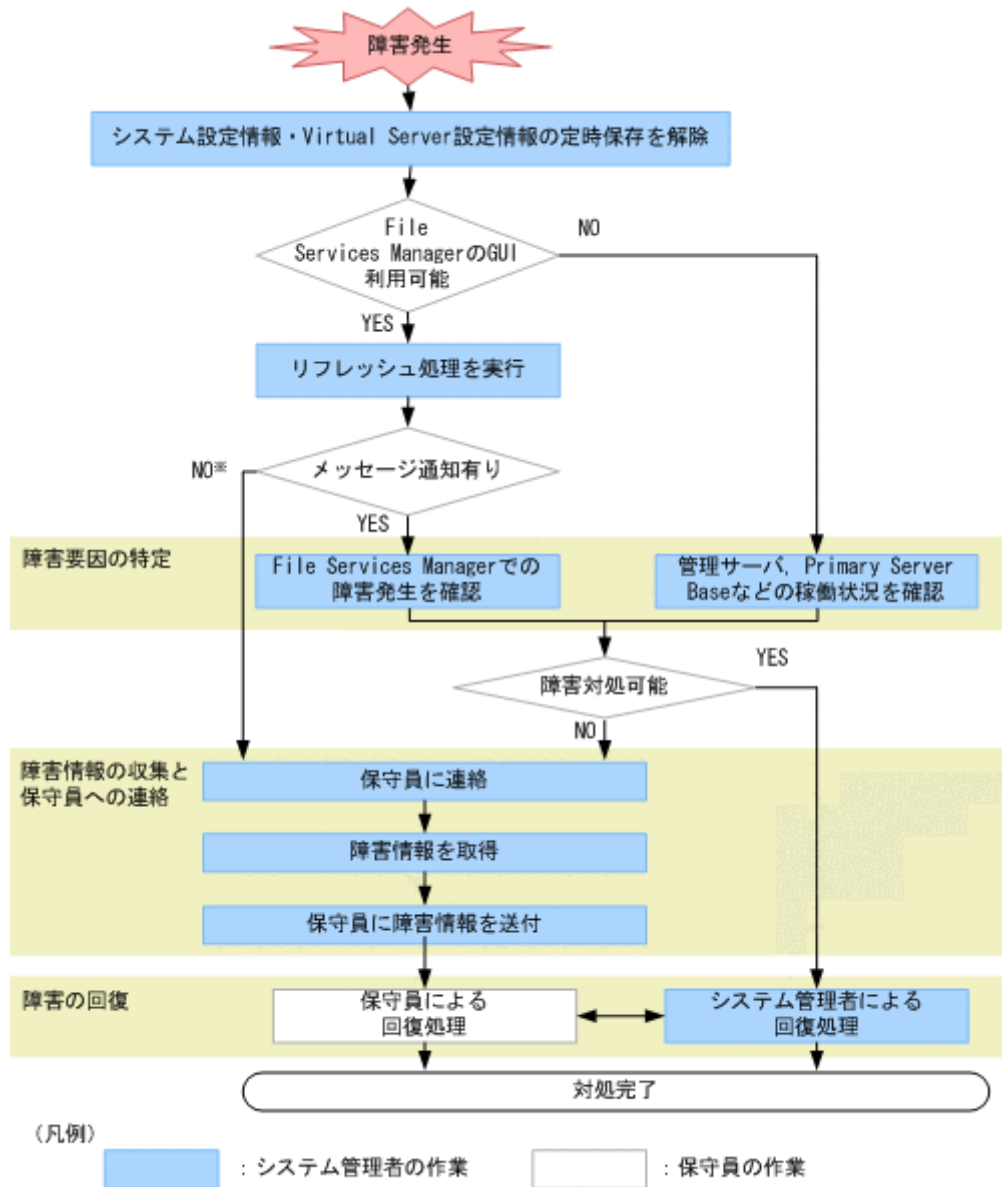 障害発生
システム設定情報・Virtual Server設定情報の定時保存を解除
File
Services ManagerのGUI
利用可能
NO
YES
リフレッシュ処理を実行
メッセージ通知有り
NO※
YES
障害要因の特定
File Services Managerでの
障害発生を確認
管理サーバ, Primary Server
Baseなどの稼働状況を確認
障害対処可能
YES
NO
障害情報の収集と
保守員への連絡
保守員に連絡
障害情報を取得
保守員に障害情報を送付
障害の回復
保守員による
回復処理
システム管理者による
回復処理
対処完了
(凡例)
：システム管理者の作業
：保守員の作業